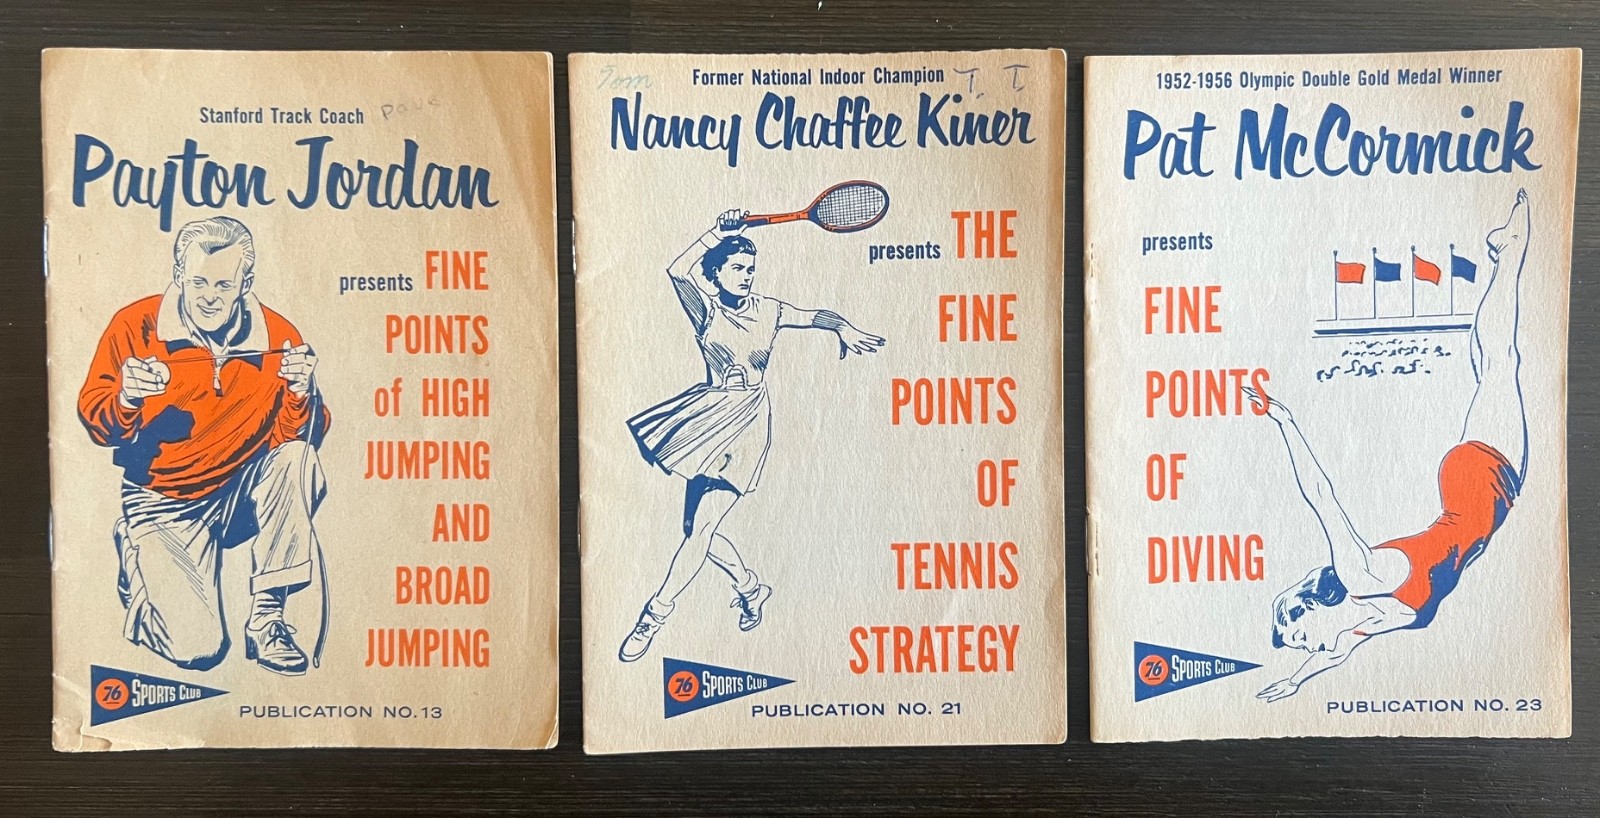 Stanford Track Coach
Payton Jordan
presents FINE
POINTS
of HIGH
JUMPING
AND
BROAD
JUMPING
76 SPORTS CLUB
PUBLICATION NO. 13
Tom
Former National Indoor Champion T. I
Nancy Chaffee Kiner
presents THE
FINE
POINTS
OF
TENNIS
STRATEGY
76 SPORTS CLUB
PUBLICATION NO. 21
1952-1956 Olympic Double Gold Medal Winner
Pat McCormick
presents
FINE
POINTS
OF
DIVING
76 SPORTS CLUB
PUBLICATION NO. 23